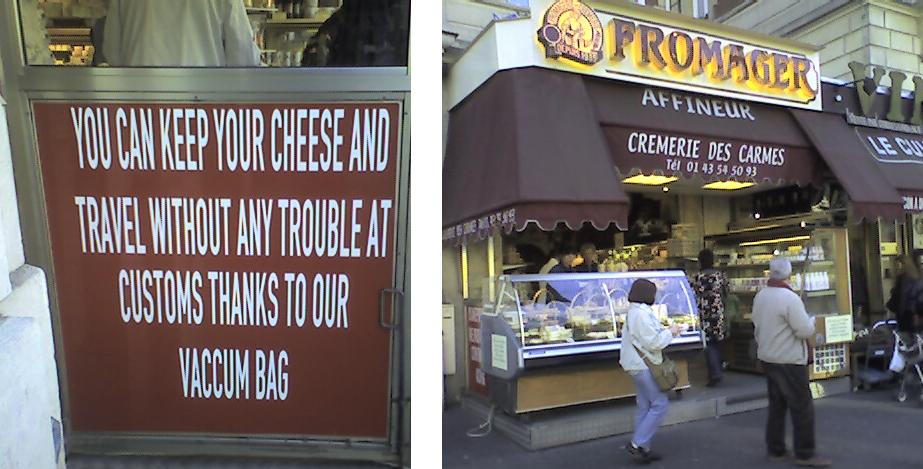 YOU CAN KEEP YOUR CHEESE AND
TRAVEL WITHOUT ANY TROUBLE AT
CUSTOMS THANKS TO OUR
VACCUM BAG
FROMAGER
AFFINEUR
CREMERIE DES CARMES
Tél 01 43 54 50 93
LE